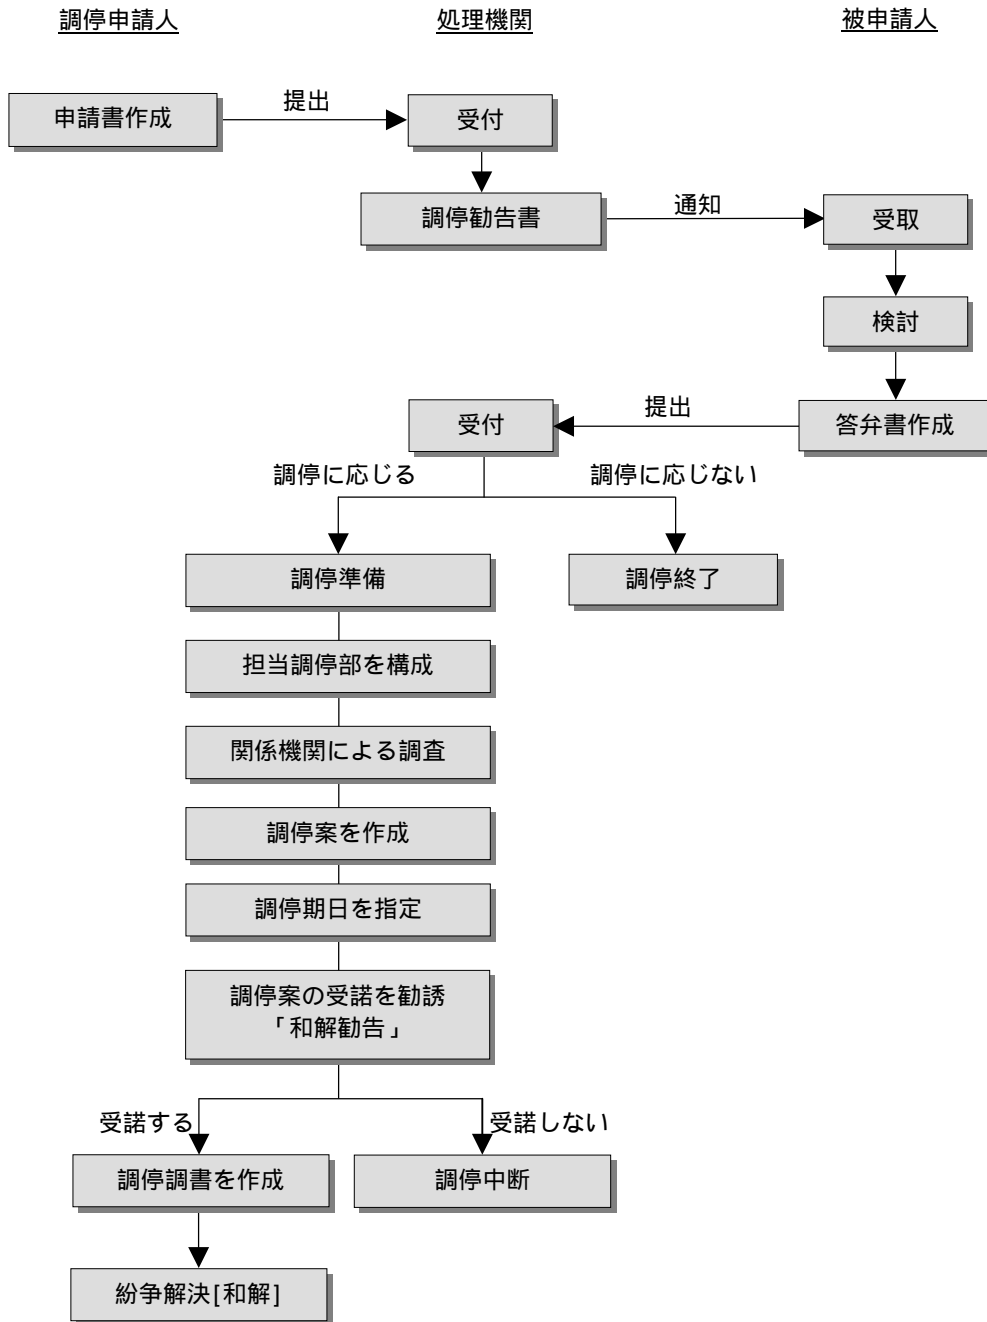 調停申請人
処理機関
被申請人
申請書作成
提出
受付
調停勧告書
通知
受取
検討
答弁書作成
提出
受付
調停に応じる
調停に応じない
調停準備
調停終了
担当調停部を構成
関係機関による調査
調停案を作成
調停期日を指定
調停案の受諾を勧誘
「和解勧告」
受諾する
受諾しない
調停調書を作成
調停中断
紛争解決[和解]